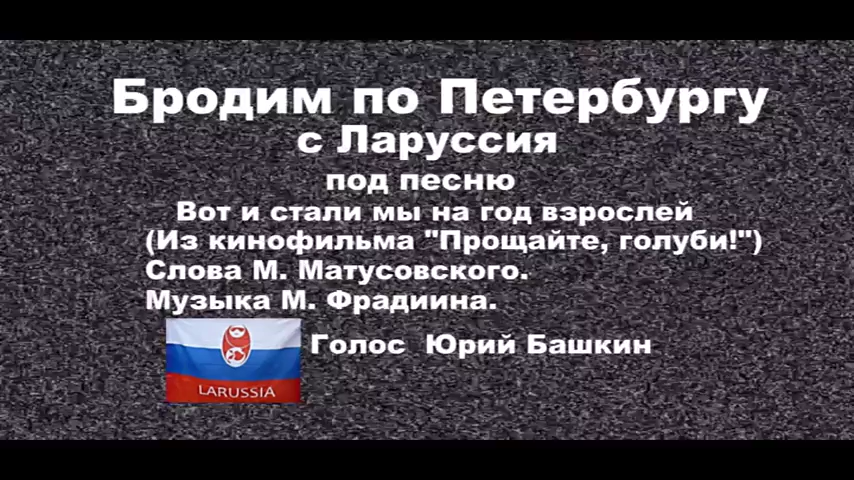 Бродим по Петербургу
с Ларуссия
под песню
Вот и стали мы на год взрослей
(Из кинофильма "Прощайте, голуби!")
Слова М. Матусовского.
Музыка М. Фрадиина.
Голос Юрий Башкин
LARUSSIA